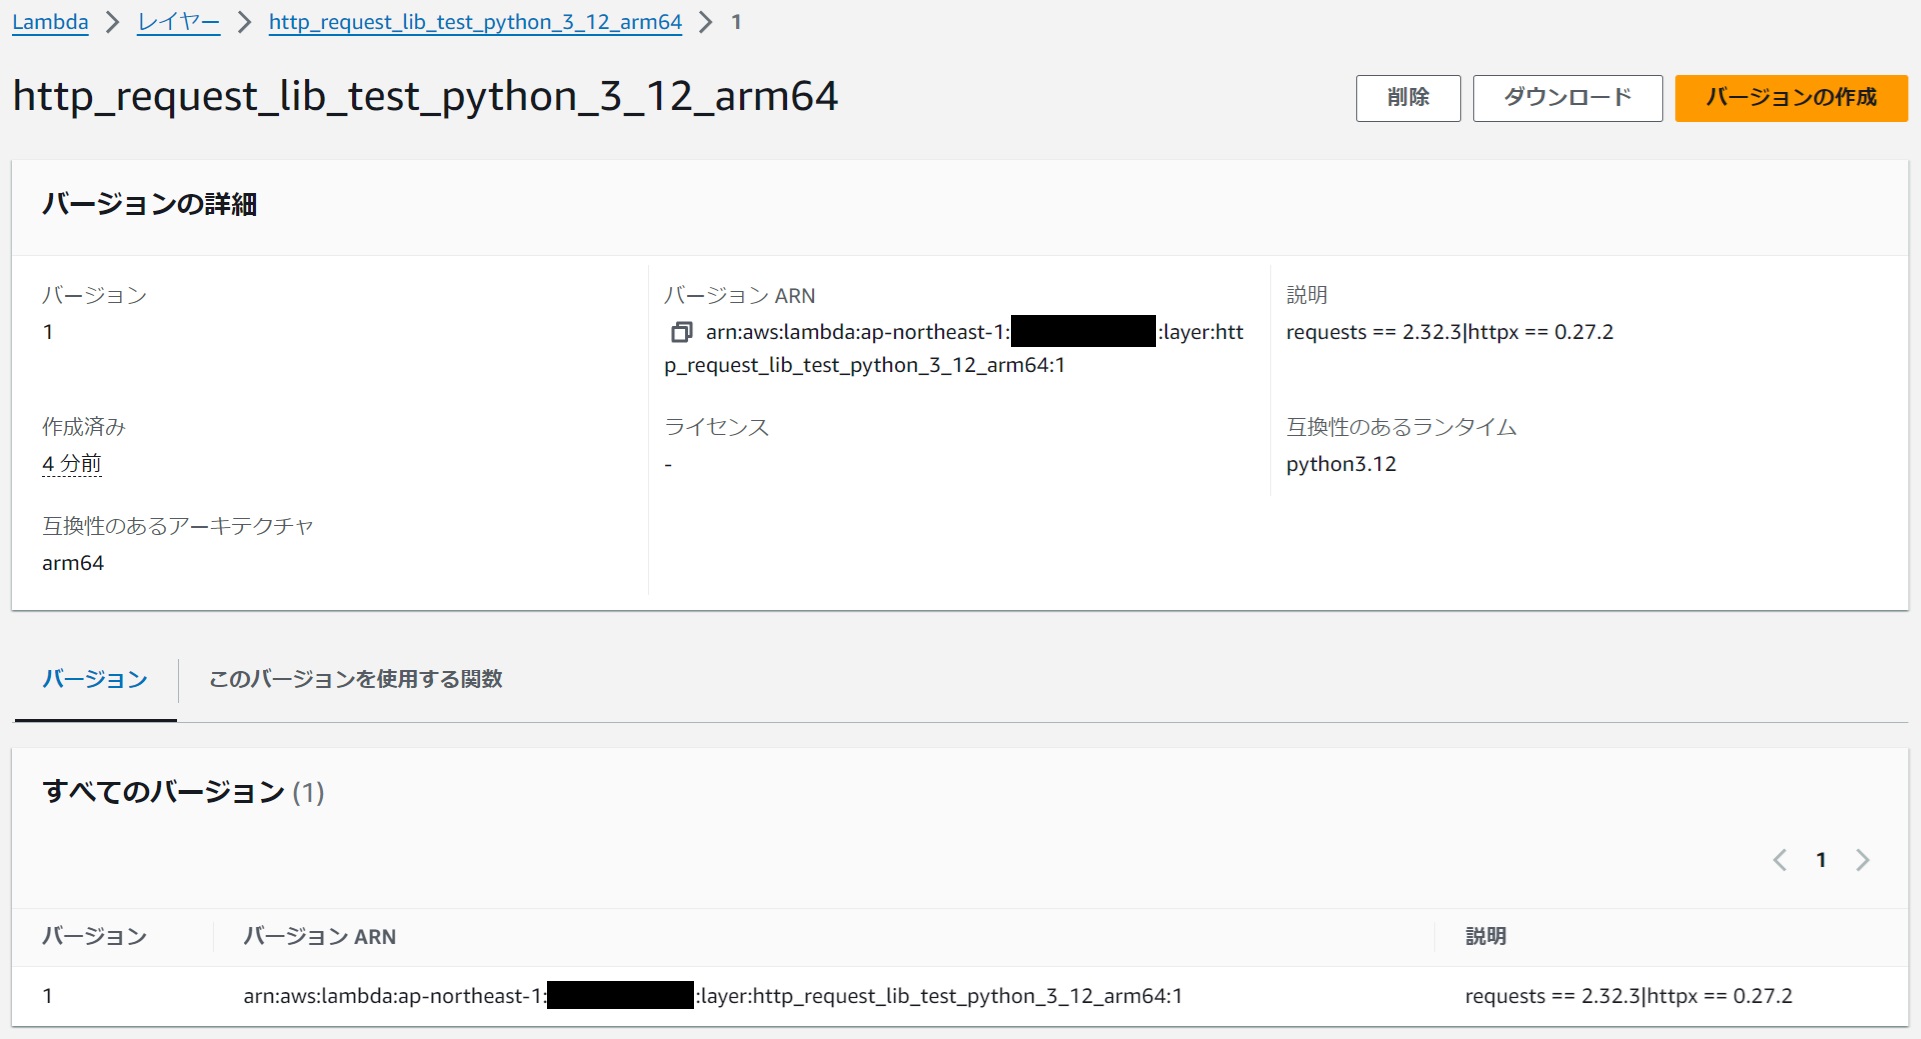 Lambda > レイヤー > http_request_lib_test_python_3_12_arm64 > 1
http_request_lib_test_python_3_12_arm64
削除
ダウンロード
バージョンの作成
バージョンの詳細
バージョン
1
バージョン ARN
arn:aws:lambda:ap-northeast-1: :layer:htt
p_request_lib_test_python_3_12_arm64:1
説明
requests == 2.32.3|httpx == 0.27.2
作成済み
4 分前
ライセンス
-
互換性のあるランタイム
python3.12
互換性のあるアーキテクチャ
arm64
バージョン
このバージョンを使用する関数
すべてのバージョン (1)
< 1 >
バージョン バージョン ARN 説明
1 arn:aws:lambda:ap-northeast-1: :layer:http_request_lib_test_python_3_12_arm64:1 requests == 2.32.3|httpx == 0.27.2